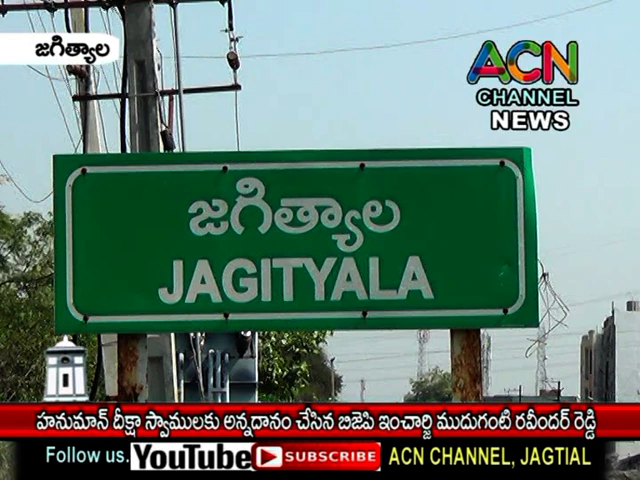 జగిత్యాల
ACN
CHANNEL
NEWS
జగిత్యాల
JAGITYALA
హనుమాన్ దీక్షా స్వాములకు అన్నదానం చేసిన బిజెపి ఇంచార్జి ముదుగంటి రవీందర్ రెడ్డి
Follow us. YouTube SUBSCRIBE ACN CHANNEL, JAGTIAL